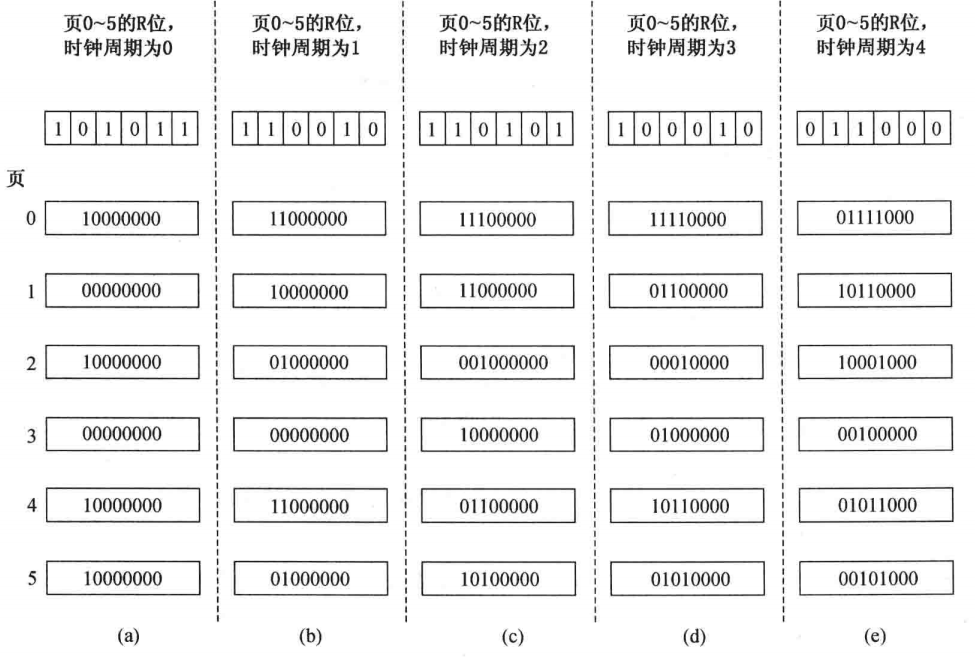 页0~5的R位， 页0~5的R位， 页0~5的R位， 页0~5的R位， 页0~5的R位，
时钟周期为0 时钟周期为1 时钟周期为2 时钟周期为3 时钟周期为4
1 0 1 0 1 1 1 1 0 0 1 0 1 1 0 1 0 1 1 0 0 0 1 0 0 1 1 0 0 0
页
0 10000000 11000000 11100000 11110000 01111000
1 00000000 10000000 11000000 01100000 10110000
2 10000000 01000000 001000000 00010000 10001000
3 00000000 00000000 10000000 01000000 00100000
4 10000000 11000000 01100000 10110000 01011000
5 10000000 01000000 10100000 01010000 00101000
(a) (b) (c) (d) (e)